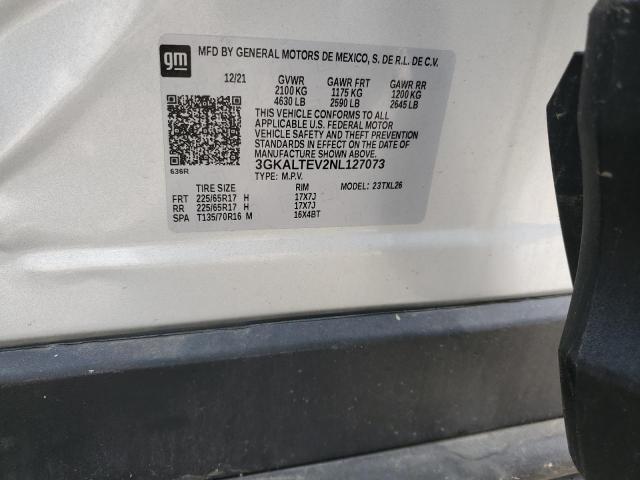 gm
MFD BY GENERAL MOTORS DE MEXICO, S. DE R.L. DE C.V.
12/21 GVWR GAWR FRT GAWR RR
2100 KG 1175 KG 1200 KG
4630 LB 2590 LB 2645 LB
THIS VEHICLE CONFORMS TO ALL
APPLICABLE U.S. FEDERAL MOTOR
VEHICLE SAFETY AND THEFT PREVENTION
STANDARDS IN EFFECT ON THE DATE OF
MANUFACTURE SHOWN ABOVE.
636R
3GKALTEV2NL127073
TYPE: M.P.V. MODEL: 23TXL26
TIRE SIZE RIM
FRT 225/65R17 H 17X7J
RR 225/65R17 H 17X7J
SPA T135/70R16 M 16X4BT